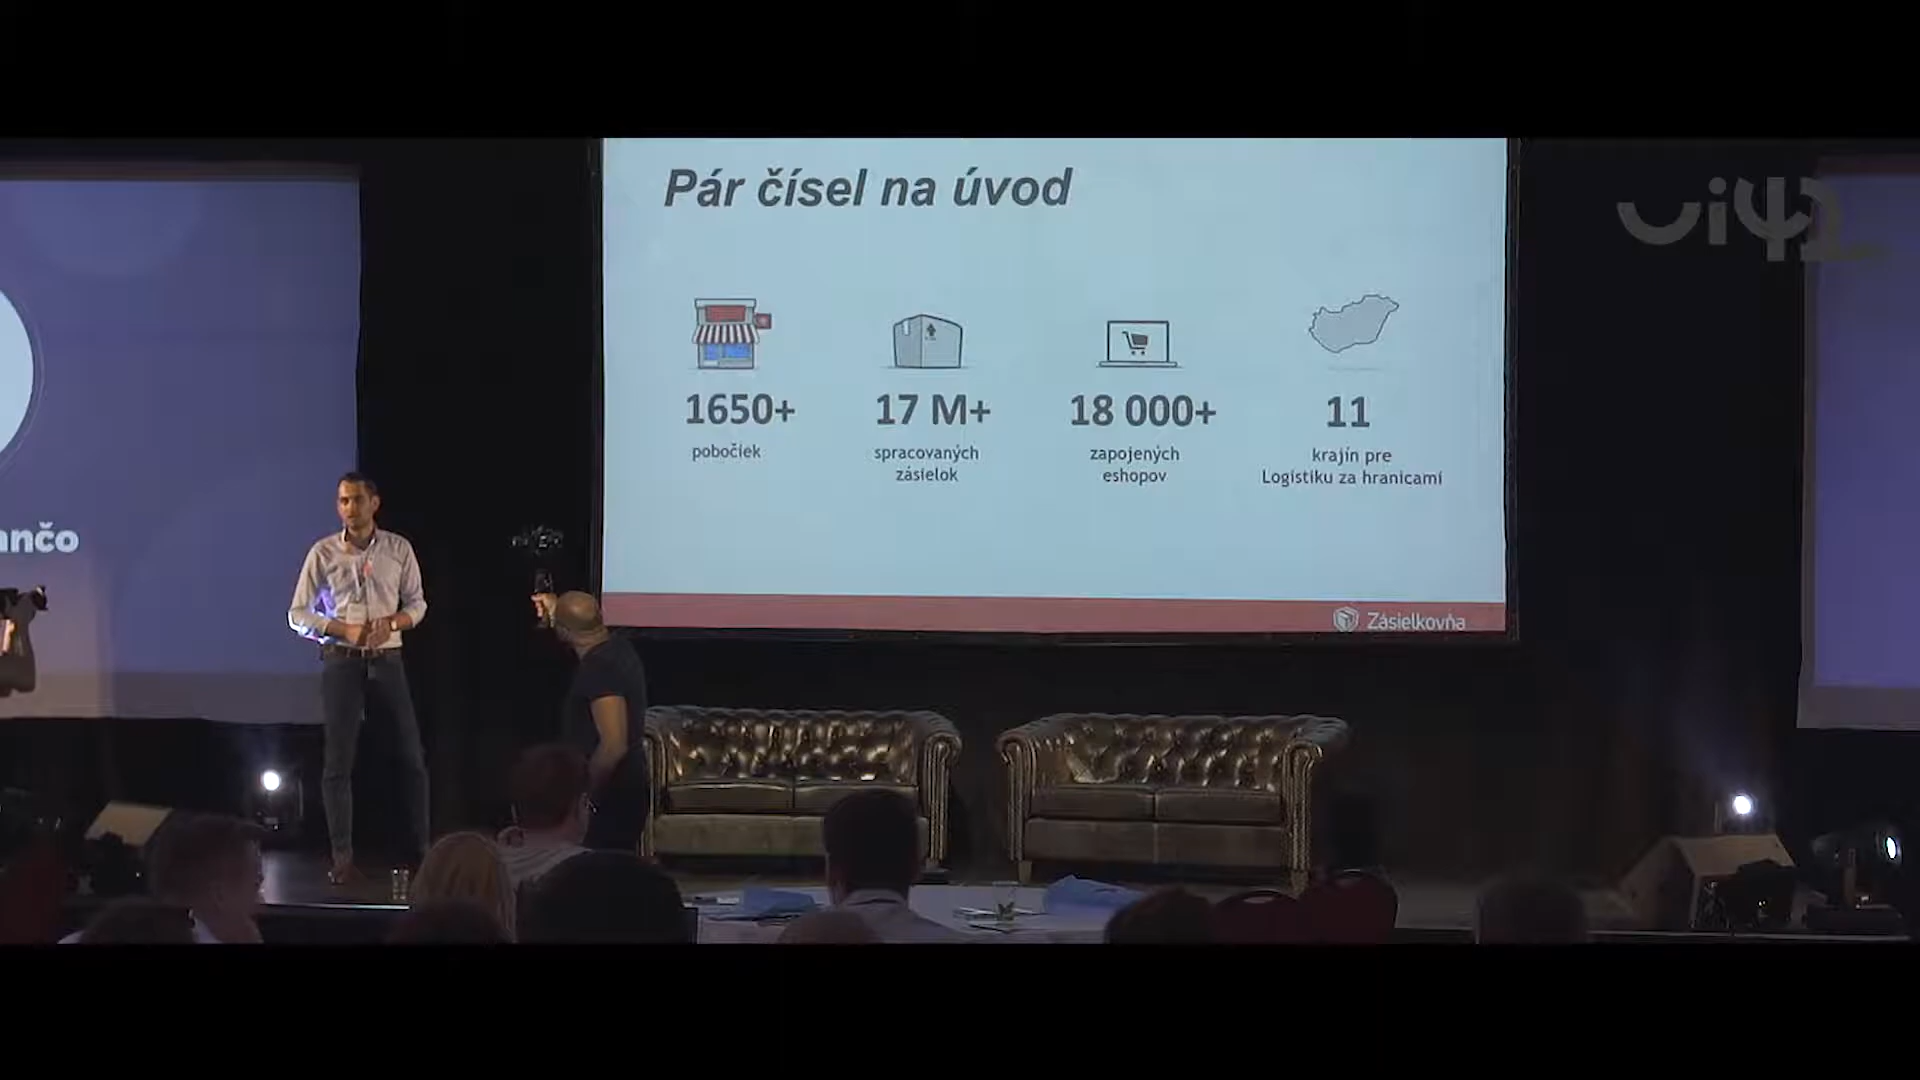 Pár čísel na úvod
1650+
pobočiek
17 M+
spracovaných
zásielok
18 000+
zapojených
eshopov
11
krajín pre
Logistiku za hranicami
Zásielkovňa
ančo